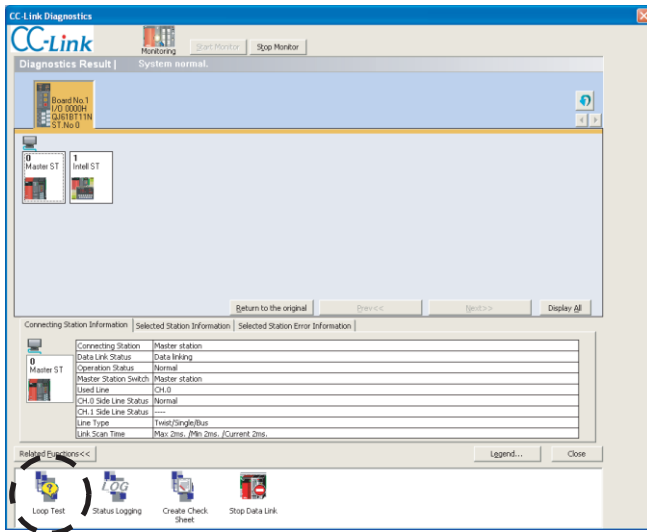 CC-Link Diagnostics
CC-Link
Monitoring
Start Monitor
Stop Monitor
Diagnostics Result | System normal.
Board No.1
I/O 0000H
QJ61BT11N
ST.No 0
0
Master ST
1
Intell ST
Return to the original
Prev<<
Next>>
Display All
Connecting Station Information
Selected Station Information
Selected Station Error Information
0
Master ST
Connecting Station Master station
Data Link Status Data linking
Operation Status Normal
Master Station Switch Master station
Used Line CH.0
CH.0 Side Line Status Normal
CH.1 Side Line Status ----
Line Type Twist/Single/Bus
Link Scan Time Max 2ms. /Min 2ms. /Current 2ms.
Related Functions<<
Legend...
Close
Loop Test
LOG
Status Logging
Create Check
Sheet
Stop Data Link